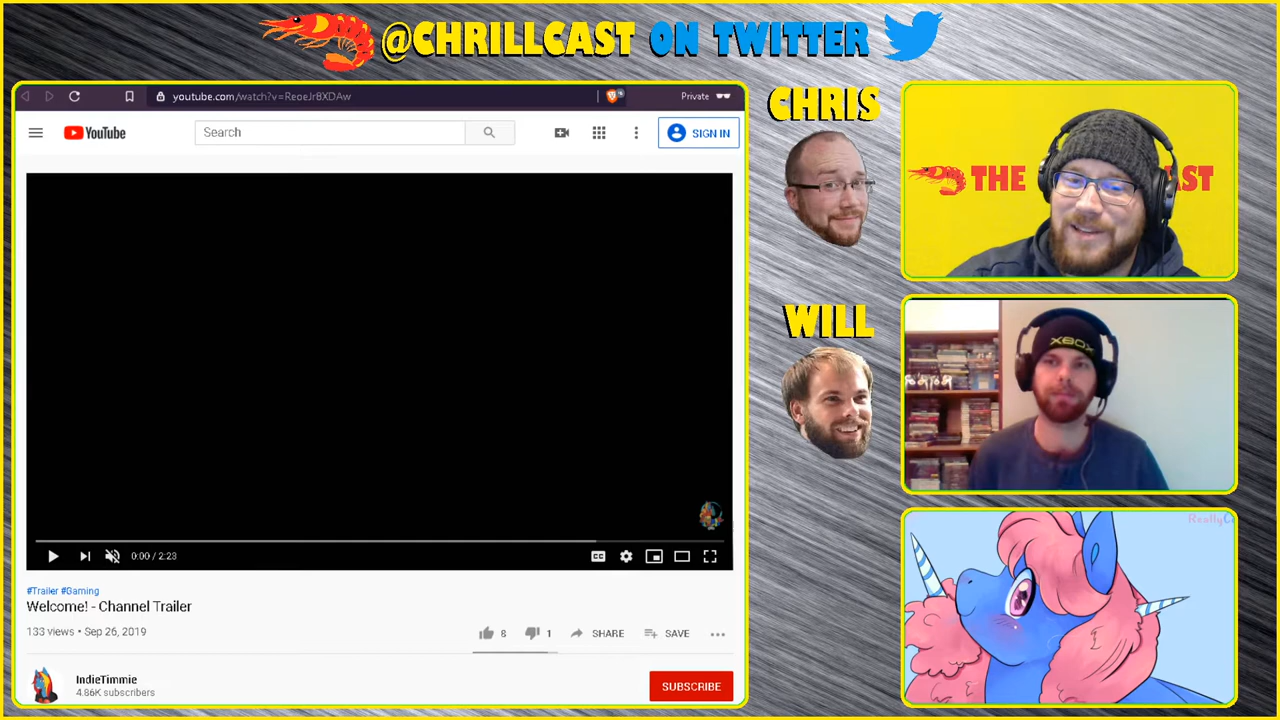 @CHRILLCAST ON TWITTER
youtube.com/watch?v=ReoeJr8XDAw
Private
YouTube
Search
SIGN IN
0:00 / 2:23
CC
#Trailer #Gaming
Welcome! - Channel Trailer
133 views • Sep 26, 2019
8
1
SHARE
SAVE
IndieTimmie
4.86K subscribers
SUBSCRIBE
CHRIS
THE
AST
WILL
XBOX